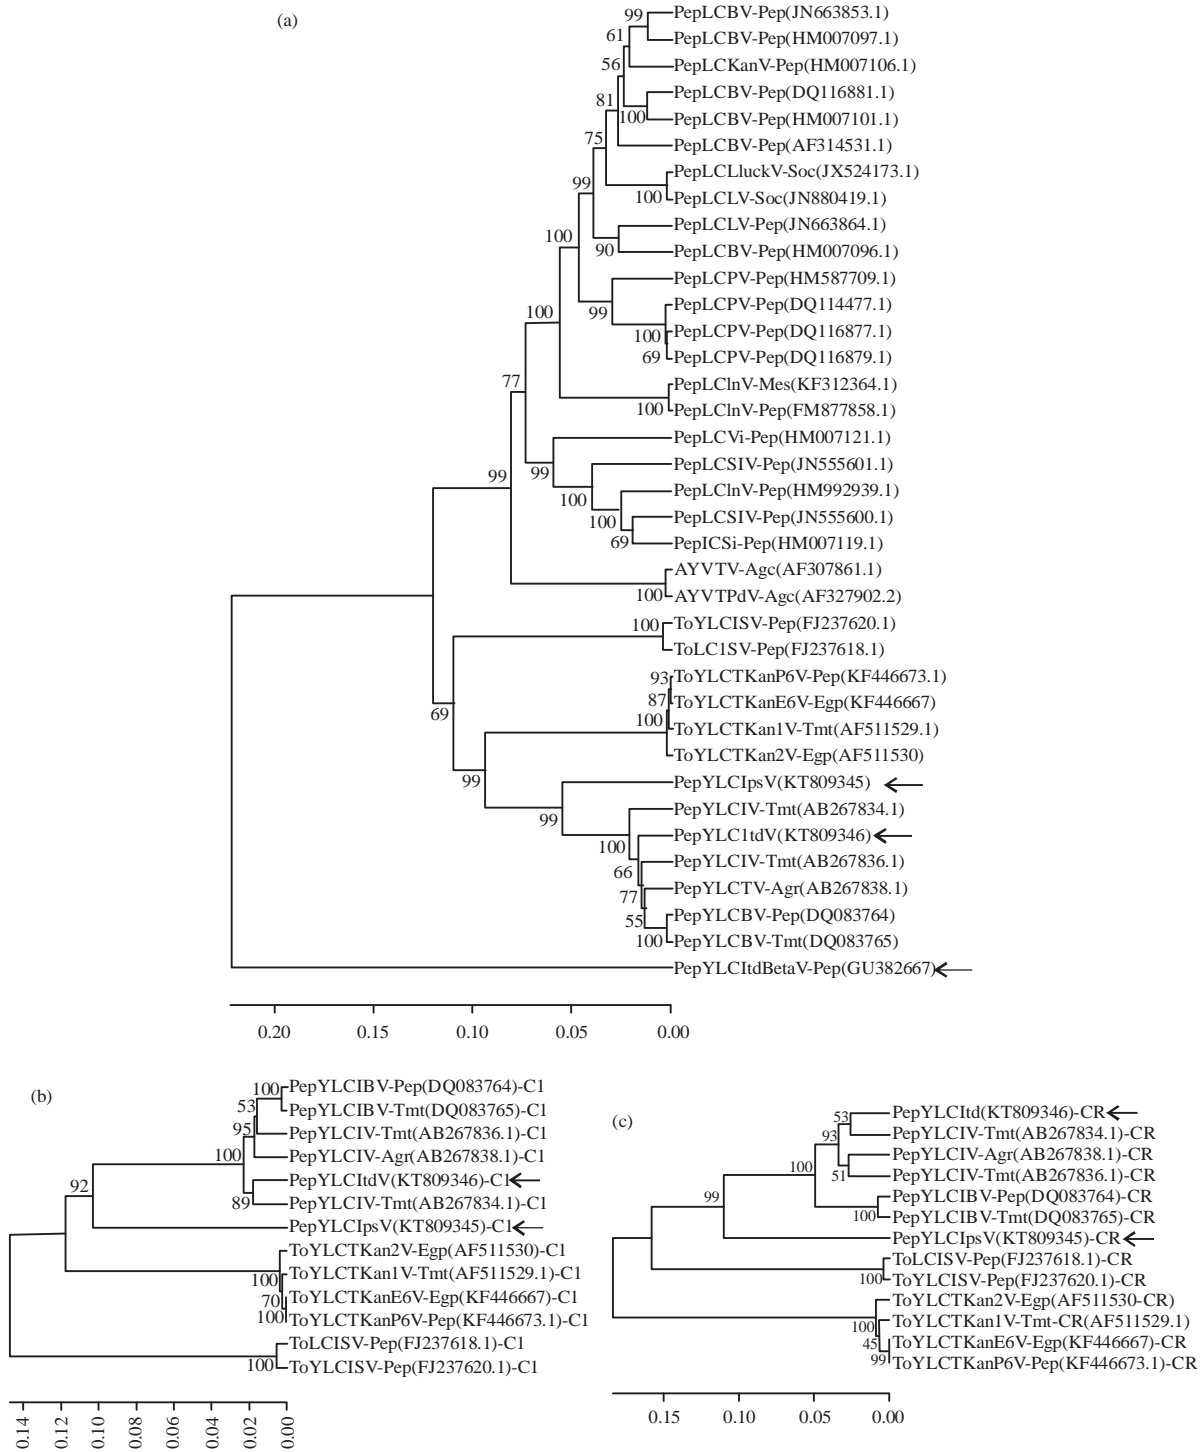 (a)
99
PepLCBV-Pep(JN663853.1)
61
PepLCBV-Pep(HM007097.1)
56
PepLCKanV-Pep(HM007106.1)
81
PepLCBV-Pep(DQ116881.1)
100
PepLCBV-Pep(HM007101.1)
75
PepLCBV-Pep(AF314531.1)
99
PepLCLluckV-Soc(JX524173.1)
100
PepLCLV-Soc(JN880419.1)
100
PepLCLV-Pep(JN663864.1)
90
PepLCBV-Pep(HM007096.1)
PepLCPV-Pep(HM587709.1)
100
99
PepLCPV-Pep(DQ114477.1)
100
PepLCPV-Pep(DQ116877.1)
69
PepLCPV-Pep(DQ116879.1)
77
PepLClnV-Mes(KF312364.1)
100
PepLClnV-Pep(FM877858.1)
PepLCVi-Pep(HM007121.1)
99
99
PepLCSIV-Pep(JN555601.1)
100
PepLClnV-Pep(HM992939.1)
100
PepLCSIV-Pep(JN555600.1)
69
PepICSi-Pep(HM007119.1)
AYVTV-Agc(AF307861.1)
100
AYVTPdV-Agc(AF327902.2)
100
ToYLCISV-Pep(FJ237620.1)
ToLC1SV-Pep(FJ237618.1)
93
ToYLCTKanP6V-Pep(KF446673.1)
87
ToYLCTKanE6V-Egp(KF446667)
69
100
ToYLCTKan1V-Tmt(AF511529.1)
ToYLCTKan2V-Egp(AF511530)
99
PepYLCIpsV(KT809345)
99
PepYLCIV-Tmt(AB267834.1)
100
PepYLC1tdV(KT809346)
66
PepYLCIV-Tmt(AB267836.1)
77
PepYLCTV-Agr(AB267838.1)
55
PepYLCBV-Pep(DQ083764)
100
PepYLCBV-Tmt(DQ083765)
PepYLCItdBetaV-Pep(GU382667)
0.20 0.15 0.10 0.05 0.00
(b)
100
PepYLCIBV-Pep(DQ083764)-C1
53
PepYLCIBV-Tmt(DQ083765)-C1
95
PepYLCIV-Tmt(AB267836.1)-C1
100
PepYLCIV-Agr(AB267838.1)-C1
92
PepYLCItdV(KT809346)-C1
89
PepYLCIV-Tmt(AB267834.1)-C1
PepYLCIpsV(KT809345)-C1
ToYLCTKan2V-Egp(AF511530)-C1
100
ToYLCTKan1V-Tmt(AF511529.1)-C1
70
ToYLCTKanE6V-Egp(KF446667)-C1
100
ToYLCTKanP6V-Pep(KF446673.1)-C1
ToLCISV-Pep(FJ237618.1)-C1
100
ToYLCISV-Pep(FJ237620.1)-C1
0.14 0.12 0.10 0.08 0.06 0.04 0.02 0.00
(c)
53
PepYLCItd(KT809346)-CR
93
PepYLCIV-Tmt(AB267834.1)-CR
100
PepYLCIV-Agr(AB267838.1)-CR
51
PepYLCIV-Tmt(AB267836.1)-CR
99
PepYLCIBV-Pep(DQ083764)-CR
100
PepYLCIBV-Tmt(DQ083765)-CR
PepYLCIpsV(KT809345)-CR
ToLCISV-Pep(FJ237618.1)-CR
100
ToYLCISV-Pep(FJ237620.1)-CR
ToYLCTKan2V-Egp(AF511530-CR)
100
ToYLCTKan1V-Tmt-CR(AF511529.1)
45
ToYLCTKanE6V-Egp(KF446667)-CR
99
ToYLCTKanP6V-Pep(KF446673.1)-CR
0.15 0.10 0.05 0.00